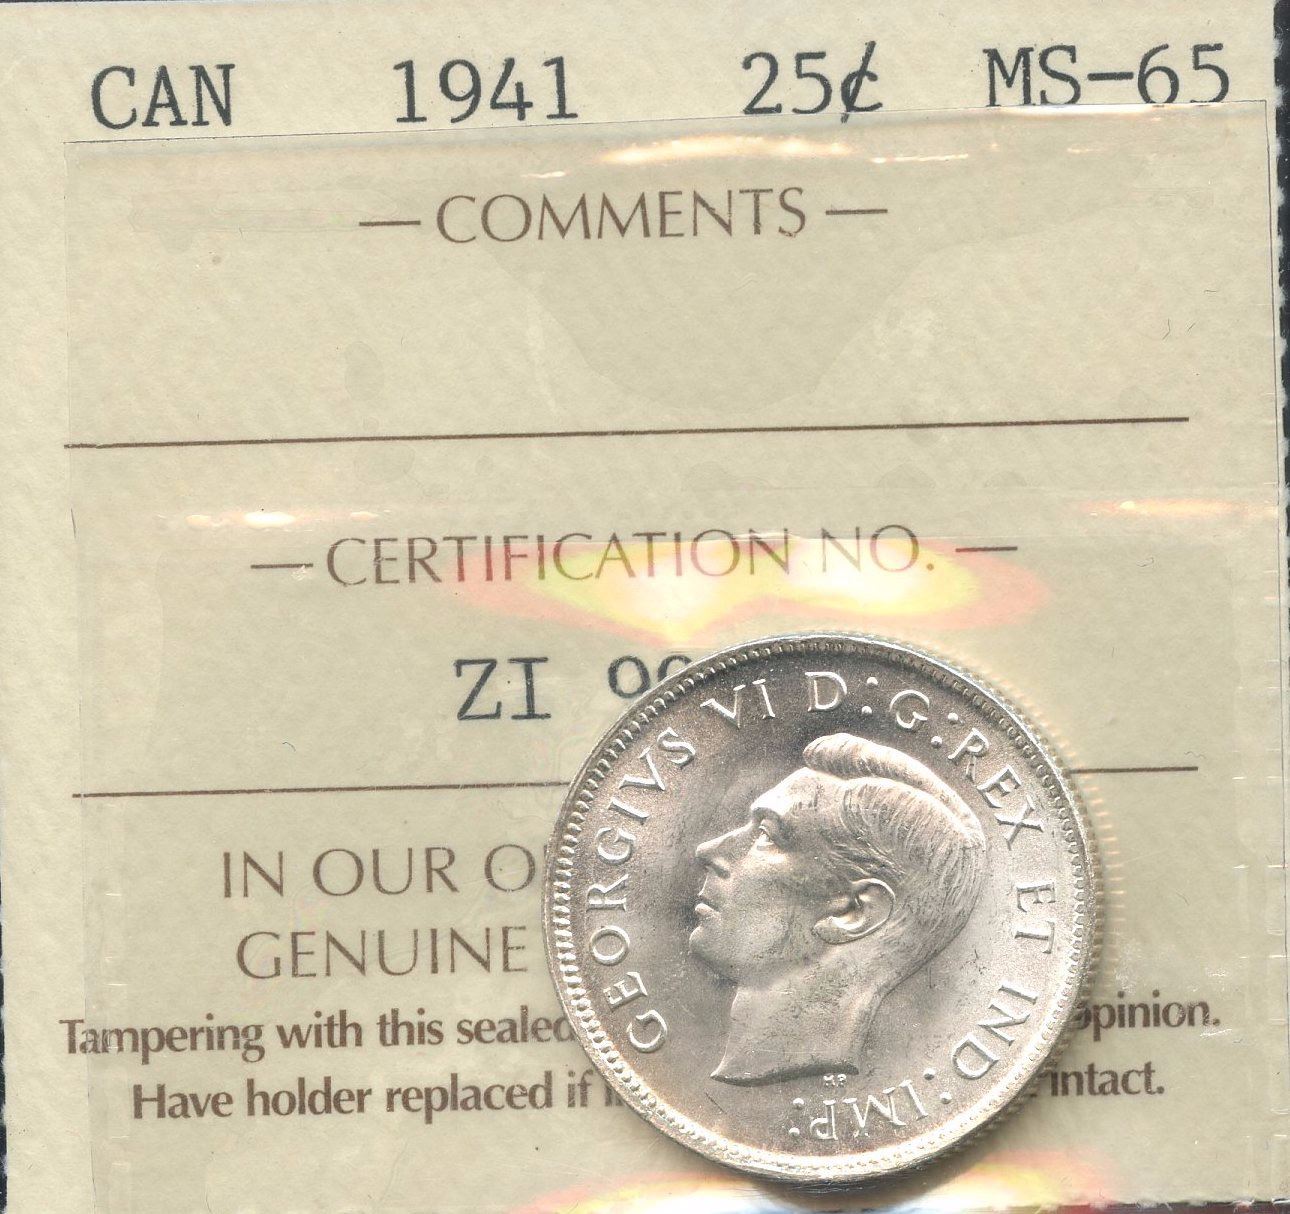 CAN 1941 25¢ MS-65
— COMMENTS —
— CERTIFICATION NO. —
ZI
IN OUR
GENUINE
Tampering with this sealed opinion.
Have holder replaced if intact.
GEORGIVS VI D:G:REX ET IND·IMP:
HP